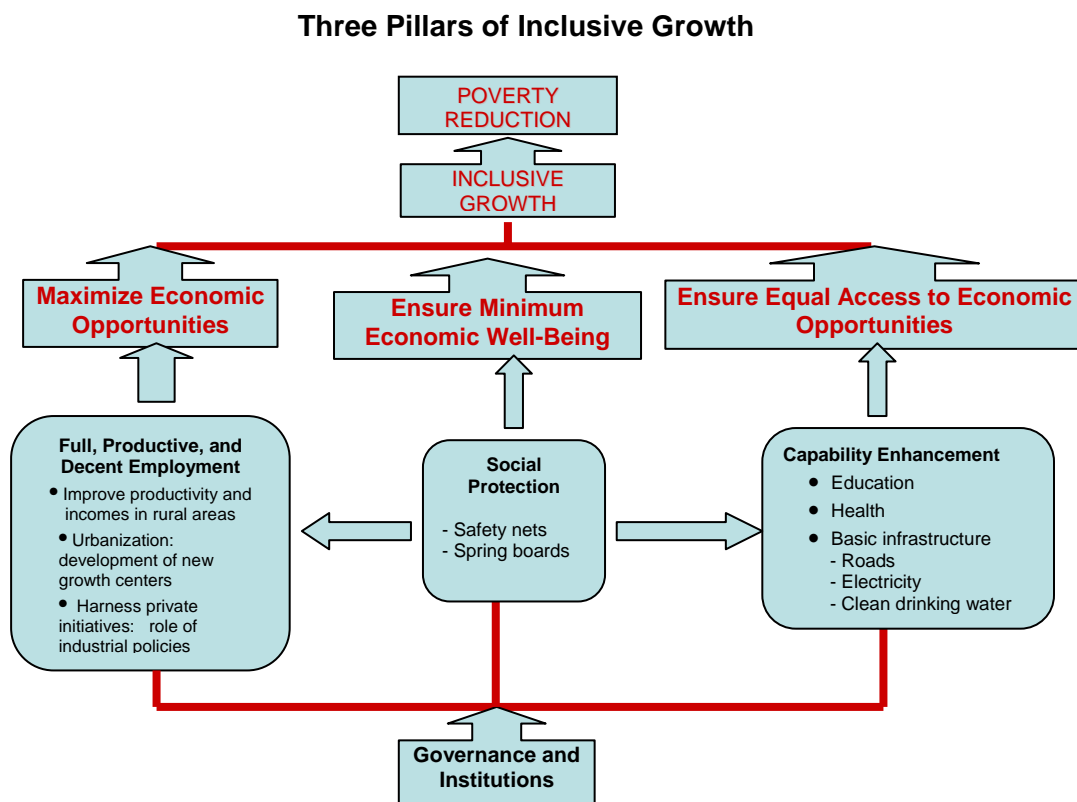 Three Pillars of Inclusive Growth
POVERTY
REDUCTION
INCLUSIVE
GROWTH
Maximize Economic
Opportunities
Ensure Minimum
Economic Well-Being
Ensure Equal Access to Economic
Opportunities
Full, Productive, and
Decent Employment
• Improve productivity and
incomes in rural areas
• Urbanization:
development of new
growth centers
• Harness private
initiatives: role of
industrial policies
Social
Protection
- Safety nets
- Spring boards
Capability Enhancement
• Education
• Health
• Basic infrastructure
- Roads
- Electricity
- Clean drinking water
Governance and
Institutions